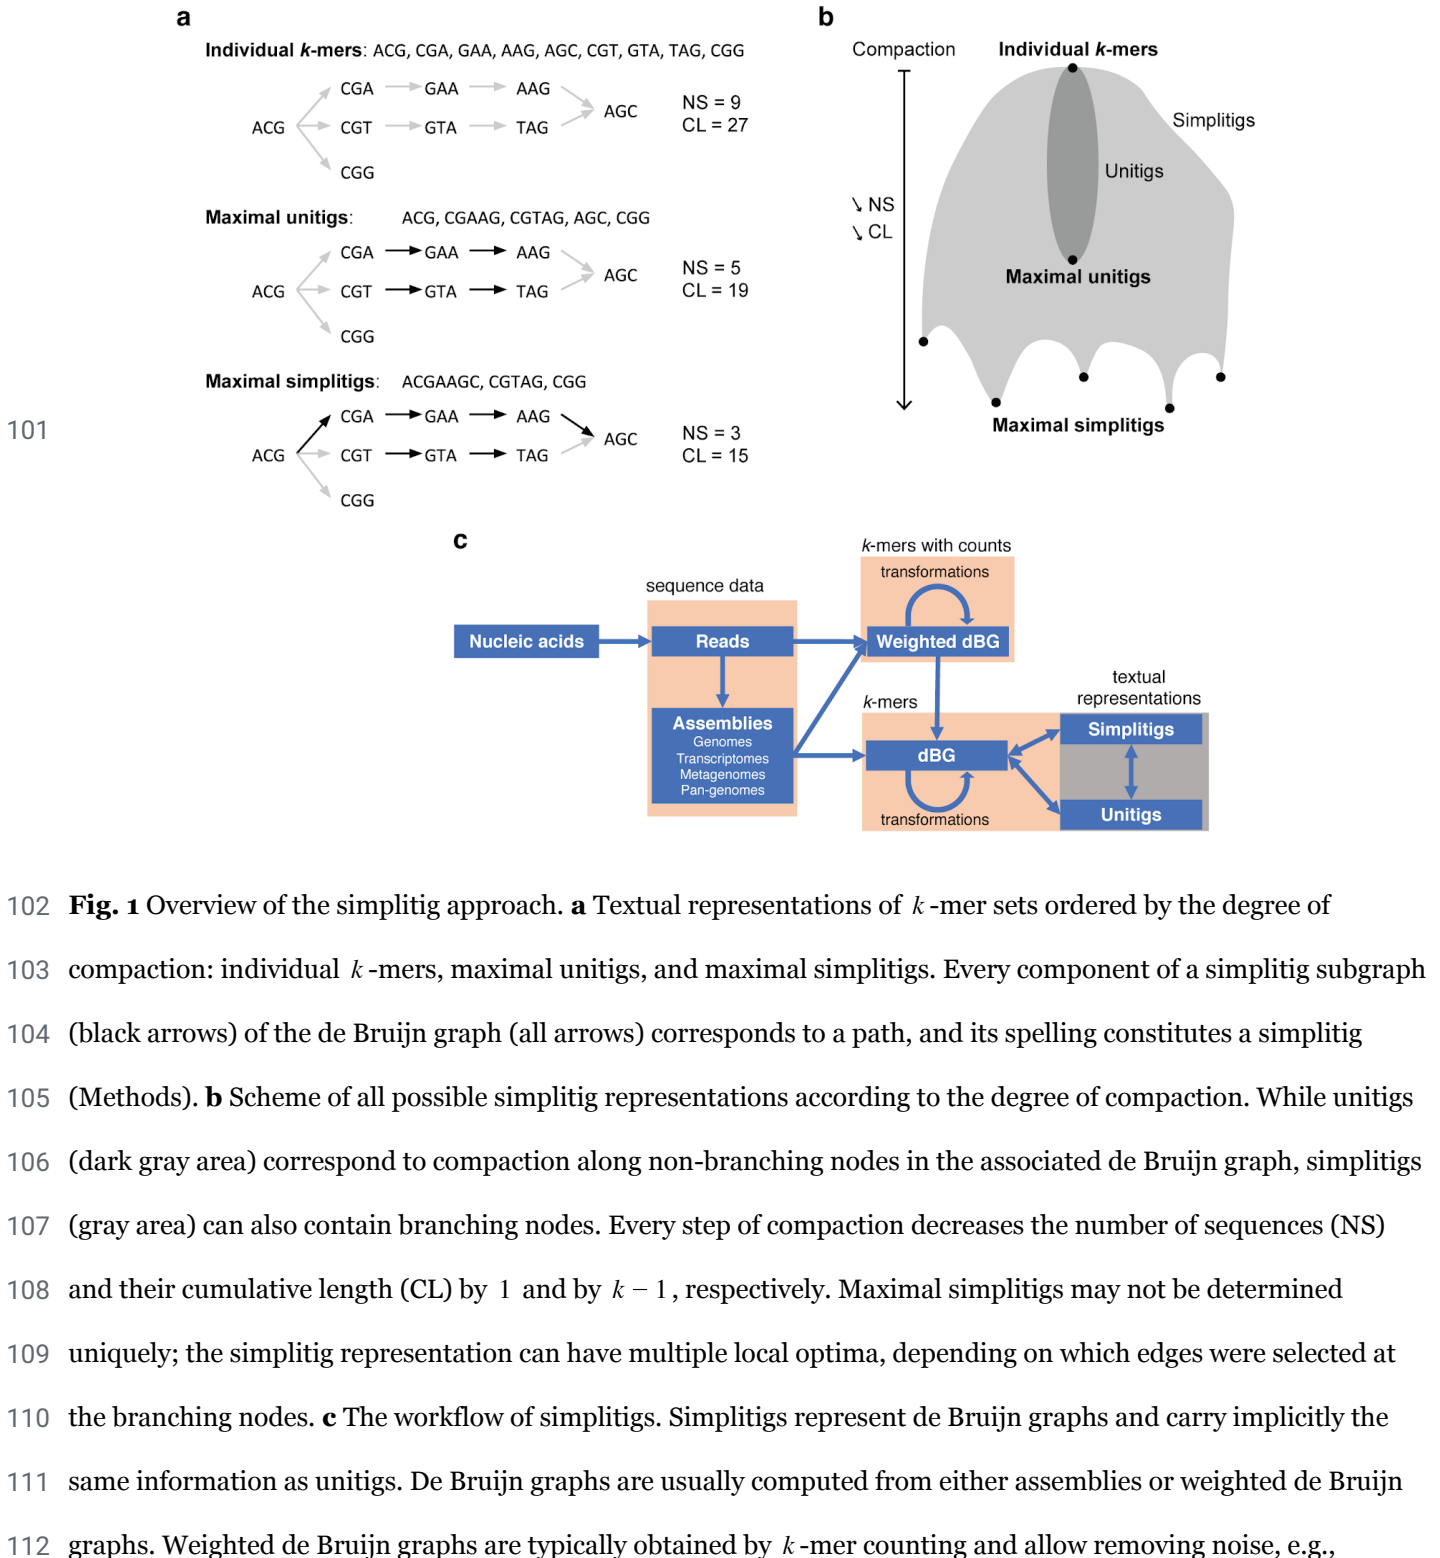 a
Individual k-mers: ACG, CGA, GAA, AAG, AGC, CGT, GTA, TAG, CGG
CGA GAA AAG
ACG CGT GTA TAG AGC
CGG
NS = 9
CL = 27
Maximal unitigs: ACG, CGAAG, CGTAG, AGC, CGG
CGA GAA AAG
ACG CGT GTA TAG AGC
CGG
NS = 5
CL = 19
Maximal simplitigs: ACGAAGC, CGTAG, CGG
CGA GAA AAG
ACG CGT GTA TAG AGC
CGG
NS = 3
CL = 15
b
Compaction
Individual k-mers
Simplitigs
Unitigs
↘ NS
↘ CL
Maximal unitigs
Maximal simplitigs
101
c
k-mers with counts
transformations
sequence data
Nucleic acids
Reads
Weighted dBG
textual
representations
k-mers
Assemblies
Genomes
Transcriptomes
Metagenomes
Pan-genomes
dBG
transformations
Simplitigs
Unitigs
102 Fig. 1 Overview of the simplitig approach. a Textual representations of k-mer sets ordered by the degree of
103 compaction: individual k-mers, maximal unitigs, and maximal simplitigs. Every component of a simplitig subgraph
104 (black arrows) of the de Bruijn graph (all arrows) corresponds to a path, and its spelling constitutes a simplitig
105 (Methods). b Scheme of all possible simplitig representations according to the degree of compaction. While unitigs
106 (dark gray area) correspond to compaction along non-branching nodes in the associated de Bruijn graph, simplitigs
107 (gray area) can also contain branching nodes. Every step of compaction decreases the number of sequences (NS)
108 and their cumulative length (CL) by 1 and by k − 1, respectively. Maximal simplitigs may not be determined
109 uniquely; the simplitig representation can have multiple local optima, depending on which edges were selected at
110 the branching nodes. c The workflow of simplitigs. Simplitigs represent de Bruijn graphs and carry implicitly the
111 same information as unitigs. De Bruijn graphs are usually computed from either assemblies or weighted de Bruijn
112 graphs. Weighted de Bruijn graphs are typically obtained by k-mer counting and allow removing noise, e.g.,